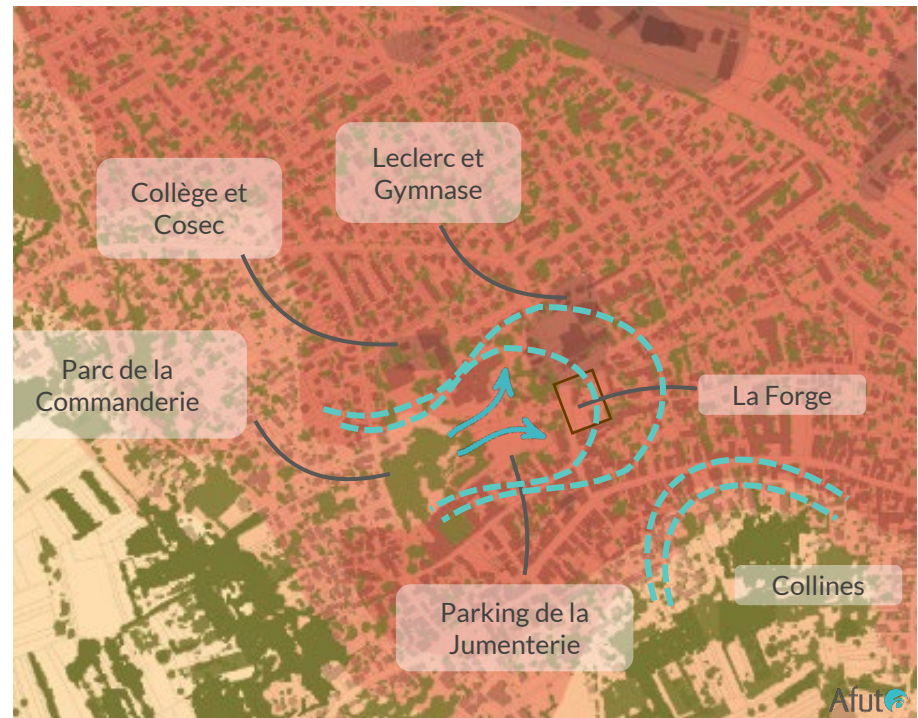 Leclerc et
Gymnase
Collège et
Cosec
Parc de la
Commanderie
La Forge
Collines
Parking de la
Jumenterie
Afut